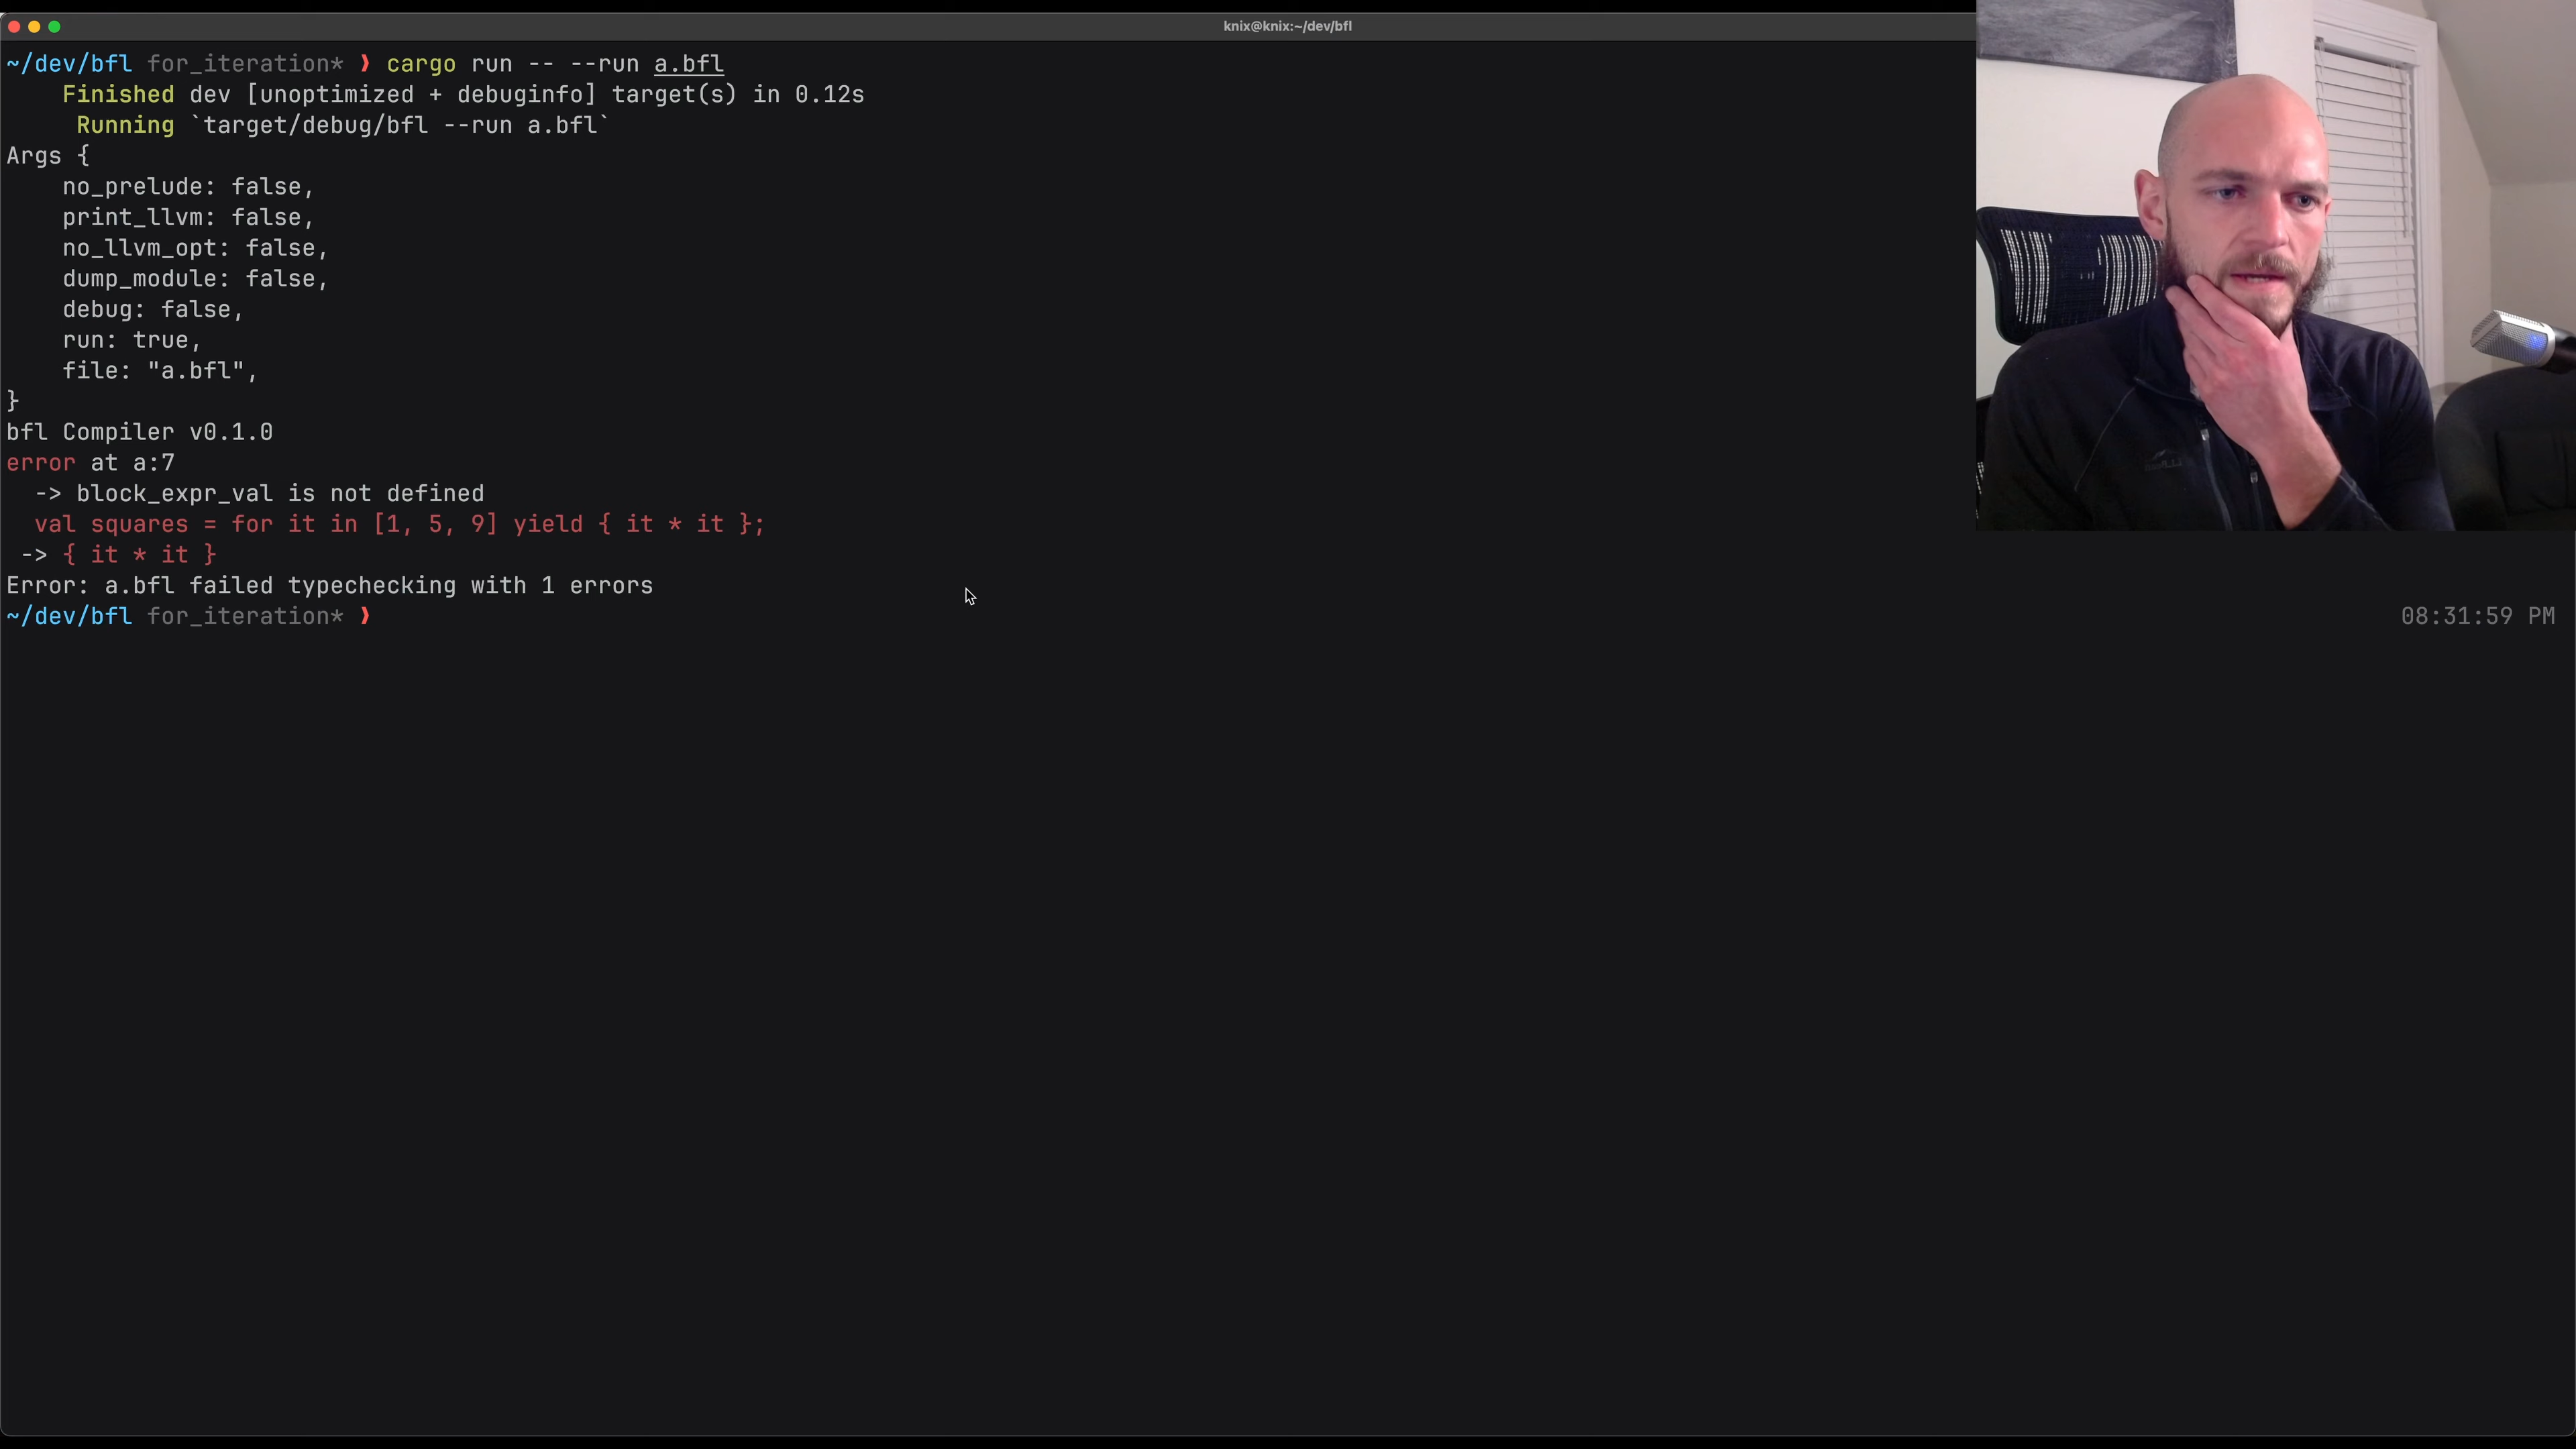 knix@knix:~/dev/bfl
~/dev/bfl for_iteration* ❯ cargo run -- --run a.bfl
Finished dev [unoptimized + debuginfo] target(s) in 0.12s
Running `target/debug/bfl --run a.bfl`
Args {
no_prelude: false,
print_llvm: false,
no_llvm_opt: false,
dump_module: false,
debug: false,
run: true,
file: "a.bfl",
}
bfl Compiler v0.1.0
error at a:7
-> block_expr_val is not defined
val squares = for it in [1, 5, 9] yield { it * it };
-> { it * it }
Error: a.bfl failed typechecking with 1 errors
~/dev/bfl for_iteration* ❯ 08:31:59 PM